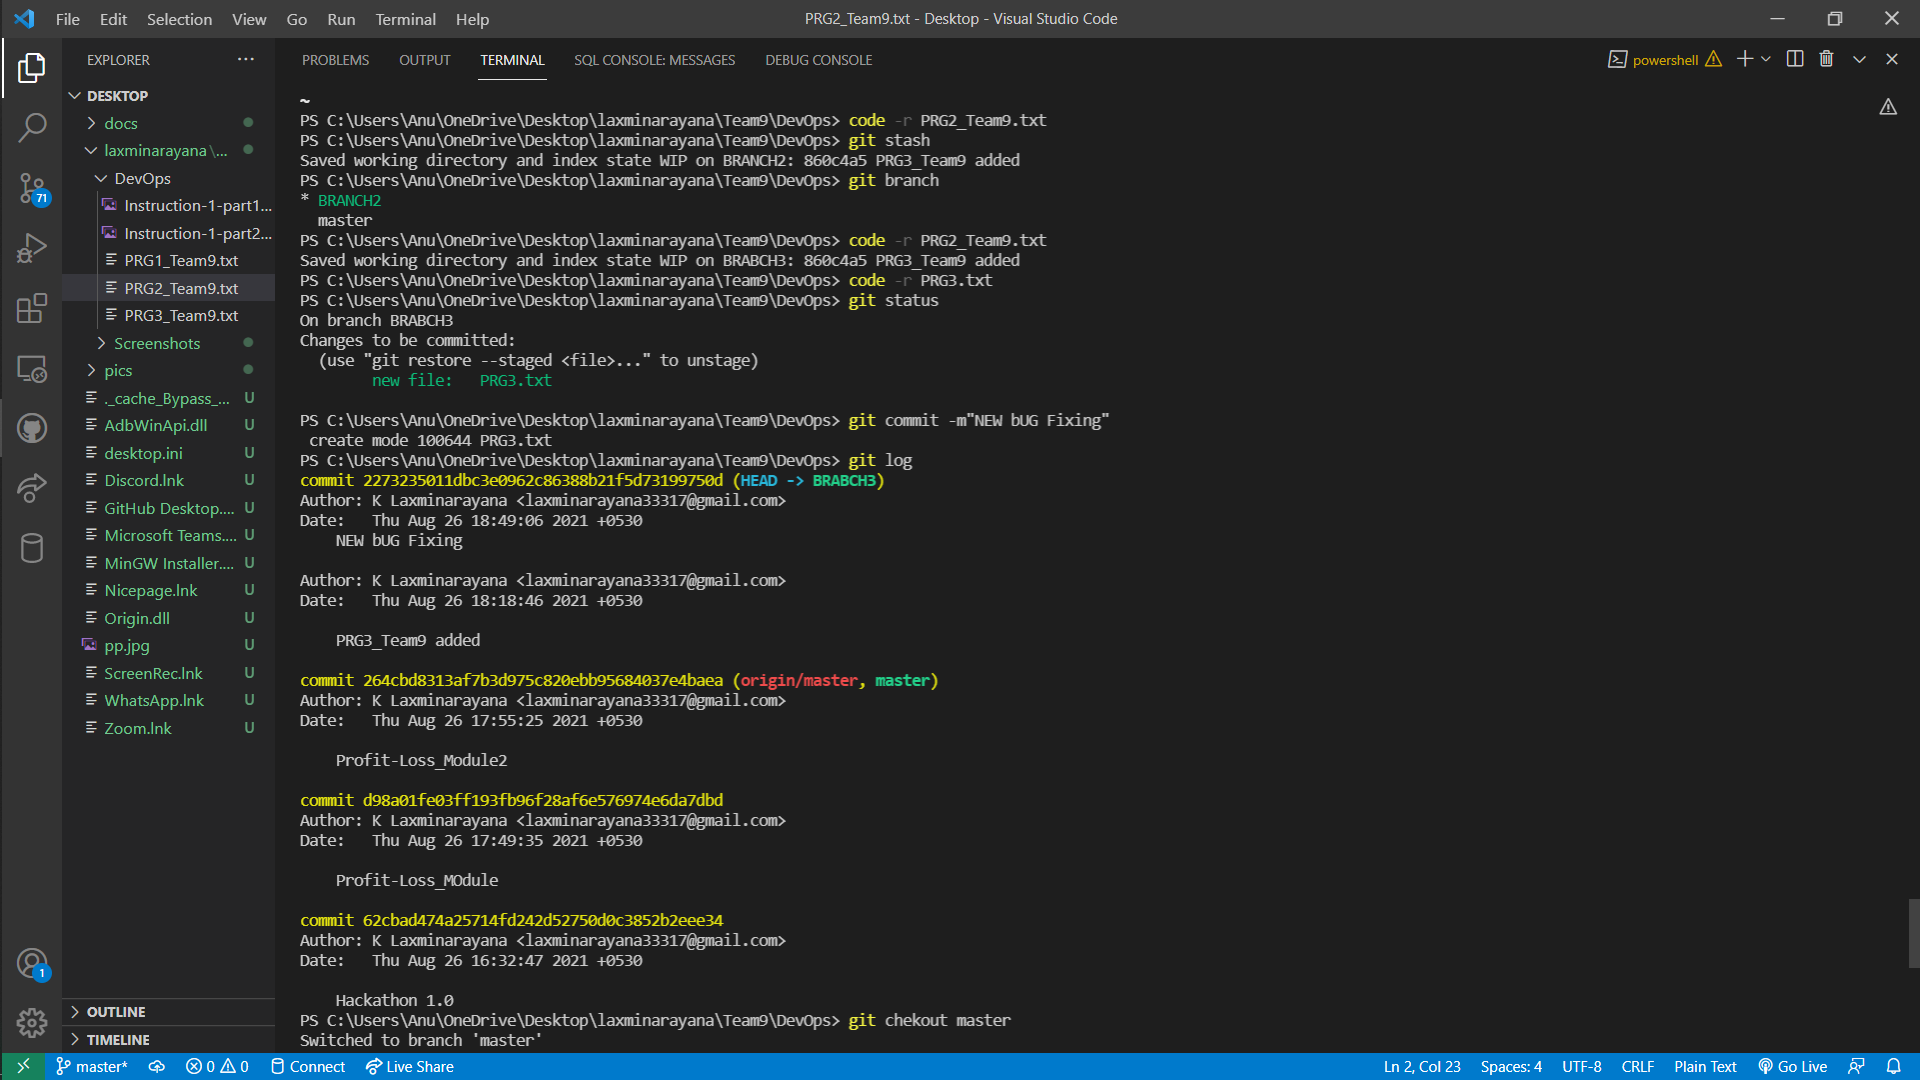 File Edit Selection View Go Run Terminal Help
PRG2_Team9.txt - Desktop - Visual Studio Code
EXPLORER
DESKTOP
docs
laxminarayana \...
DevOps
Instruction-1-part1...
Instruction-1-part2...
PRG1_Team9.txt
PRG2_Team9.txt
PRG3_Team9.txt
Screenshots
pics
._cache_Bypass_... U
AdbWinApi.dll U
desktop.ini U
Discord.lnk U
GitHub Desktop.... U
Microsoft Teams.... U
MinGW Installer.... U
Nicepage.lnk U
Origin.dll U
pp.jpg U
ScreenRec.lnk U
WhatsApp.lnk U
Zoom.lnk U
OUTLINE
TIMELINE
71
1
PROBLEMS OUTPUT TERMINAL SQL CONSOLE: MESSAGES DEBUG CONSOLE
powershell
~
PS C:\Users\Anu\OneDrive\Desktop\laxminarayana\Team9\DevOps> code -r PRG2_Team9.txt
PS C:\Users\Anu\OneDrive\Desktop\laxminarayana\Team9\DevOps> git stash
Saved working directory and index state WIP on BRANCH2: 860c4a5 PRG3_Team9 added
PS C:\Users\Anu\OneDrive\Desktop\laxminarayana\Team9\DevOps> git branch
* BRANCH2
master
PS C:\Users\Anu\OneDrive\Desktop\laxminarayana\Team9\DevOps> code -r PRG2_Team9.txt
Saved working directory and index state WIP on BRABCH3: 860c4a5 PRG3_Team9 added
PS C:\Users\Anu\OneDrive\Desktop\laxminarayana\Team9\DevOps> code -r PRG3.txt
PS C:\Users\Anu\OneDrive\Desktop\laxminarayana\Team9\DevOps> git status
On branch BRABCH3
Changes to be committed:
(use "git restore --staged <file>..." to unstage)
new file: PRG3.txt
PS C:\Users\Anu\OneDrive\Desktop\laxminarayana\Team9\DevOps> git commit -m"NEW bUG Fixing"
create mode 100644 PRG3.txt
PS C:\Users\Anu\OneDrive\Desktop\laxminarayana\Team9\DevOps> git log
commit 2273235011dbc3e0962c86388b21f5d73199750d (HEAD -> BRABCH3)
Author: K Laxminarayana <laxminarayana33317@gmail.com>
Date: Thu Aug 26 18:49:06 2021 +0530
NEW bUG Fixing
Author: K Laxminarayana <laxminarayana33317@gmail.com>
Date: Thu Aug 26 18:18:46 2021 +0530
PRG3_Team9 added
commit 264cbd8313af7b3d975c820ebb95684037e4baea (origin/master, master)
Author: K Laxminarayana <laxminarayana33317@gmail.com>
Date: Thu Aug 26 17:55:25 2021 +0530
Profit-Loss_Module2
commit d98a01fe03ff193fb96f28af6e576974e6da7dbd
Author: K Laxminarayana <laxminarayana33317@gmail.com>
Date: Thu Aug 26 17:49:35 2021 +0530
Profit-Loss_MOdule
commit 62cbad474a25714fd242d52750d0c3852b2eee34
Author: K Laxminarayana <laxminarayana33317@gmail.com>
Date: Thu Aug 26 16:32:47 2021 +0530
Hackathon 1.0
PS C:\Users\Anu\OneDrive\Desktop\laxminarayana\Team9\DevOps> git chekout master
Switched to branch 'master'
master* 0 0 Connect Live Share
Ln 2, Col 23 Spaces: 4 UTF-8 CRLF Plain Text Go Live